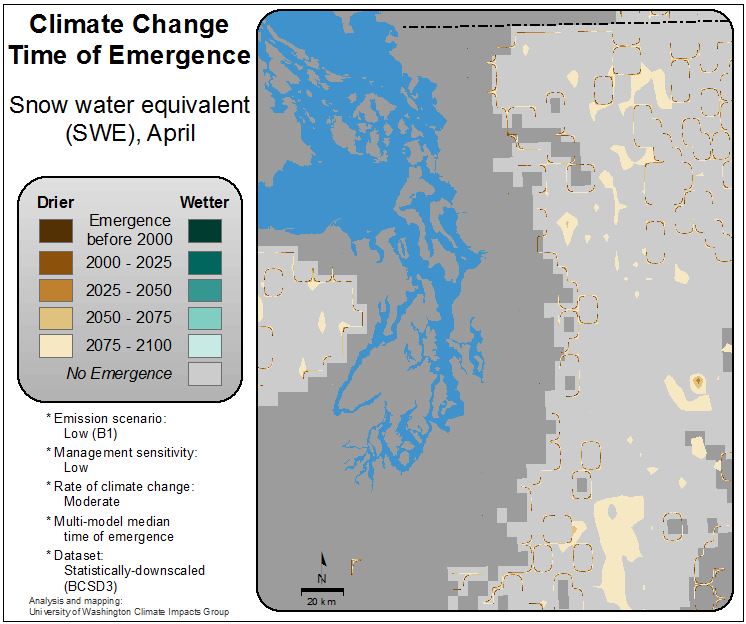 Climate Change
Time of Emergence
Snow water equivalent
(SWE), April
Drier
Wetter
Emergence
before 2000
2000 - 2025
2025 - 2050
2050 - 2075
2075 - 2100
No Emergence
* Emission scenario:
Low (B1)
* Management sensitivity:
Low
* Rate of climate change:
Moderate
* Multi-model median
time of emergence
* Dataset:
Statistically-downscaled
(BCSD3)
Analysis and mapping:
University of Washington Climate Impacts Group
N
20 km